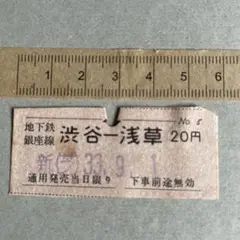 1 2 3 4 5 6
No. 5
地下鉄
銀座線
渋谷―浅草 20円
新(
33. 9. 1
通用発売当日限り 下車前途無効